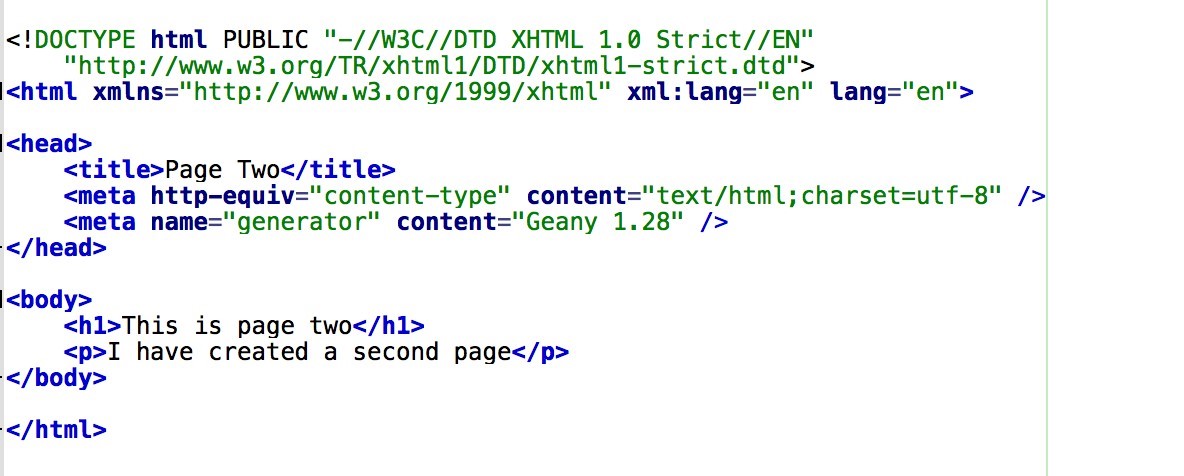 <!DOCTYPE html PUBLIC "-//W3C//DTD XHTML 1.0 Strict//EN"
    "http://www.w3.org/TR/xhtml1/DTD/xhtml1-strict.dtd">
<html xmlns="http://www.w3.org/1999/xhtml" xml:lang="en" lang="en">
<head>
    <title>Page Two</title>
    <meta http-equiv="content-type" content="text/html;charset=utf-8" />
    <meta name="generator" content="Geany 1.28" />
</head>
<body>
    <h1>This is page two</h1>
    <p>I have created a second page</p>
</body>
</html>